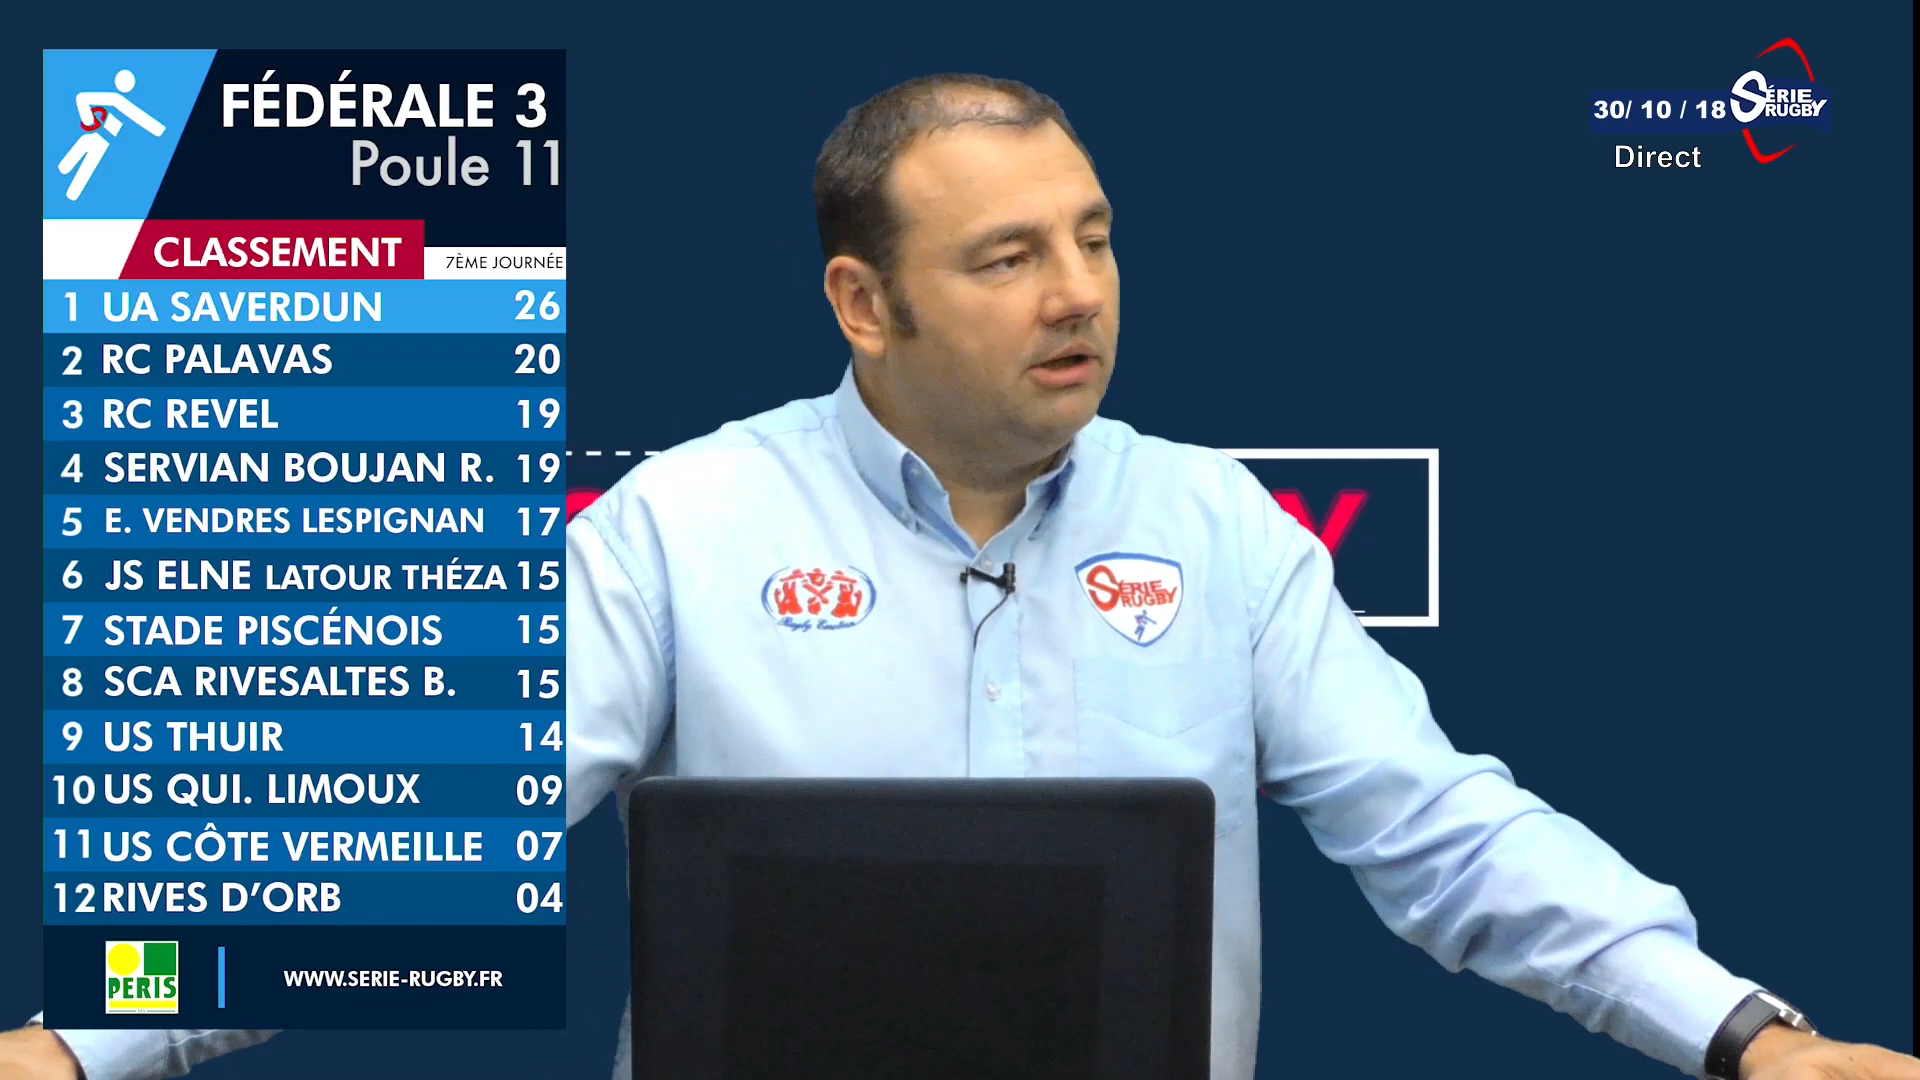 FÉDÉRALE 3
Poule 11
CLASSEMENT
7ÈME JOURNÉE
1 UA SAVERDUN 26
2 RC PALAVAS 20
3 RC REVEL 19
4 SERVIAN BOUJAN R. 19
5 E. VENDRES LESPIGNAN 17
6 JS ELNE LATOUR THÉZA 15
7 STADE PISCÉNOIS 15
8 SCA RIVESALTES B. 15
9 US THUIR 14
10 US QUI. LIMOUX 09
11 US CÔTE VERMEILLE 07
12 RIVES D'ORB 04
PERIS
WWW.SERIE-RUGBY.FR
30/ 10 / 18
Direct
SÉRIE
RUGBY
SÉRIE
RUGBY
Y